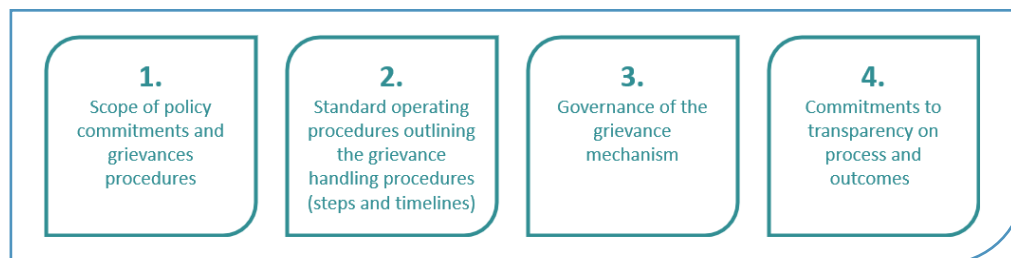 1.
Scope of policy
commitments and
grievances
procedures
2.
Standard operating
procedures outlining
the grievance
handling procedures
(steps and timelines)
3.
Governance of the
grievance
mechanism
4.
Commitments to
transparency on
process and
outcomes